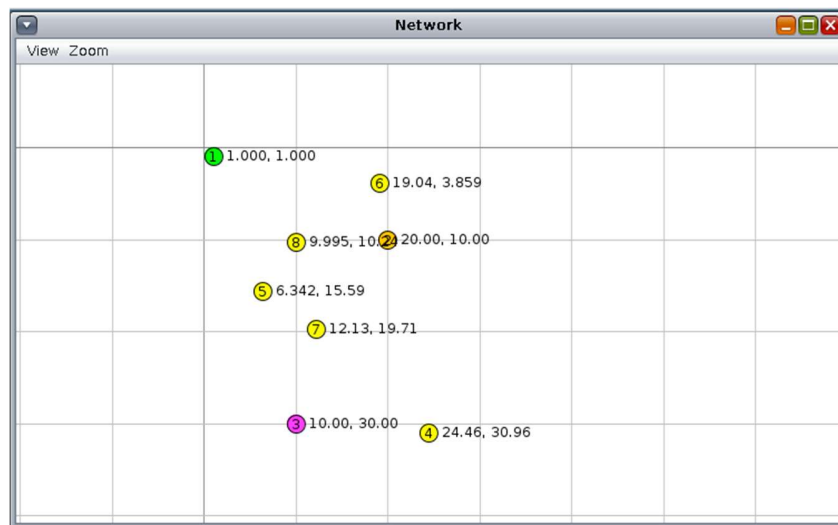 Network
View Zoom
1 1.000, 1.000
6 19.04, 3.859
8 9.995, 10.24 2 20.00, 10.00
5 6.342, 15.59
7 12.13, 19.71
3 10.00, 30.00
4 24.46, 30.96